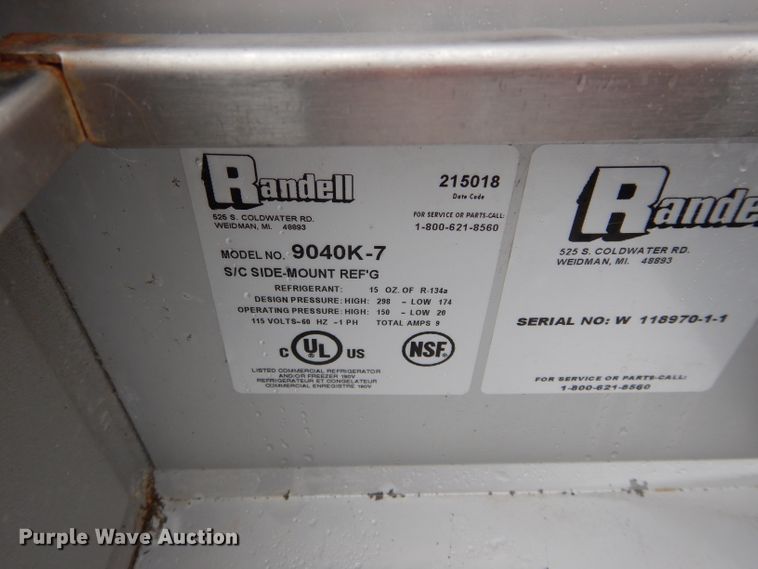 Randell
215018
Date Code
525 S. COLDWATER RD.
WEIDMAN, MI. 48893
FOR SERVICE OR PARTS-CALL:
1-800-621-8560
MODEL NO. 9040K-7
S/C SIDE-MOUNT REF'G
REFRIGERANT: 15 OZ. OF R-134a
DESIGN PRESSURE: HIGH: 298 - LOW 174
OPERATING PRESSURE: HIGH: 150 - LOW 20
115 VOLTS-60 HZ -1 PH TOTAL AMPS 9
C UL US
NSF
LISTED COMMERCIAL REFRIGERATOR
AND/OR FREEZER 190V
REFRIGERATEUR ET CONGELATEUR
COMMERCIAL ENREGISTRE 190V
Randell
525 S. COLDWATER RD.
WEIDMAN, MI. 48893
SERIAL NO: W 118970-1-1
FOR SERVICE OR PARTS-CALL:
1-800-621-8560
Purple Wave Auction